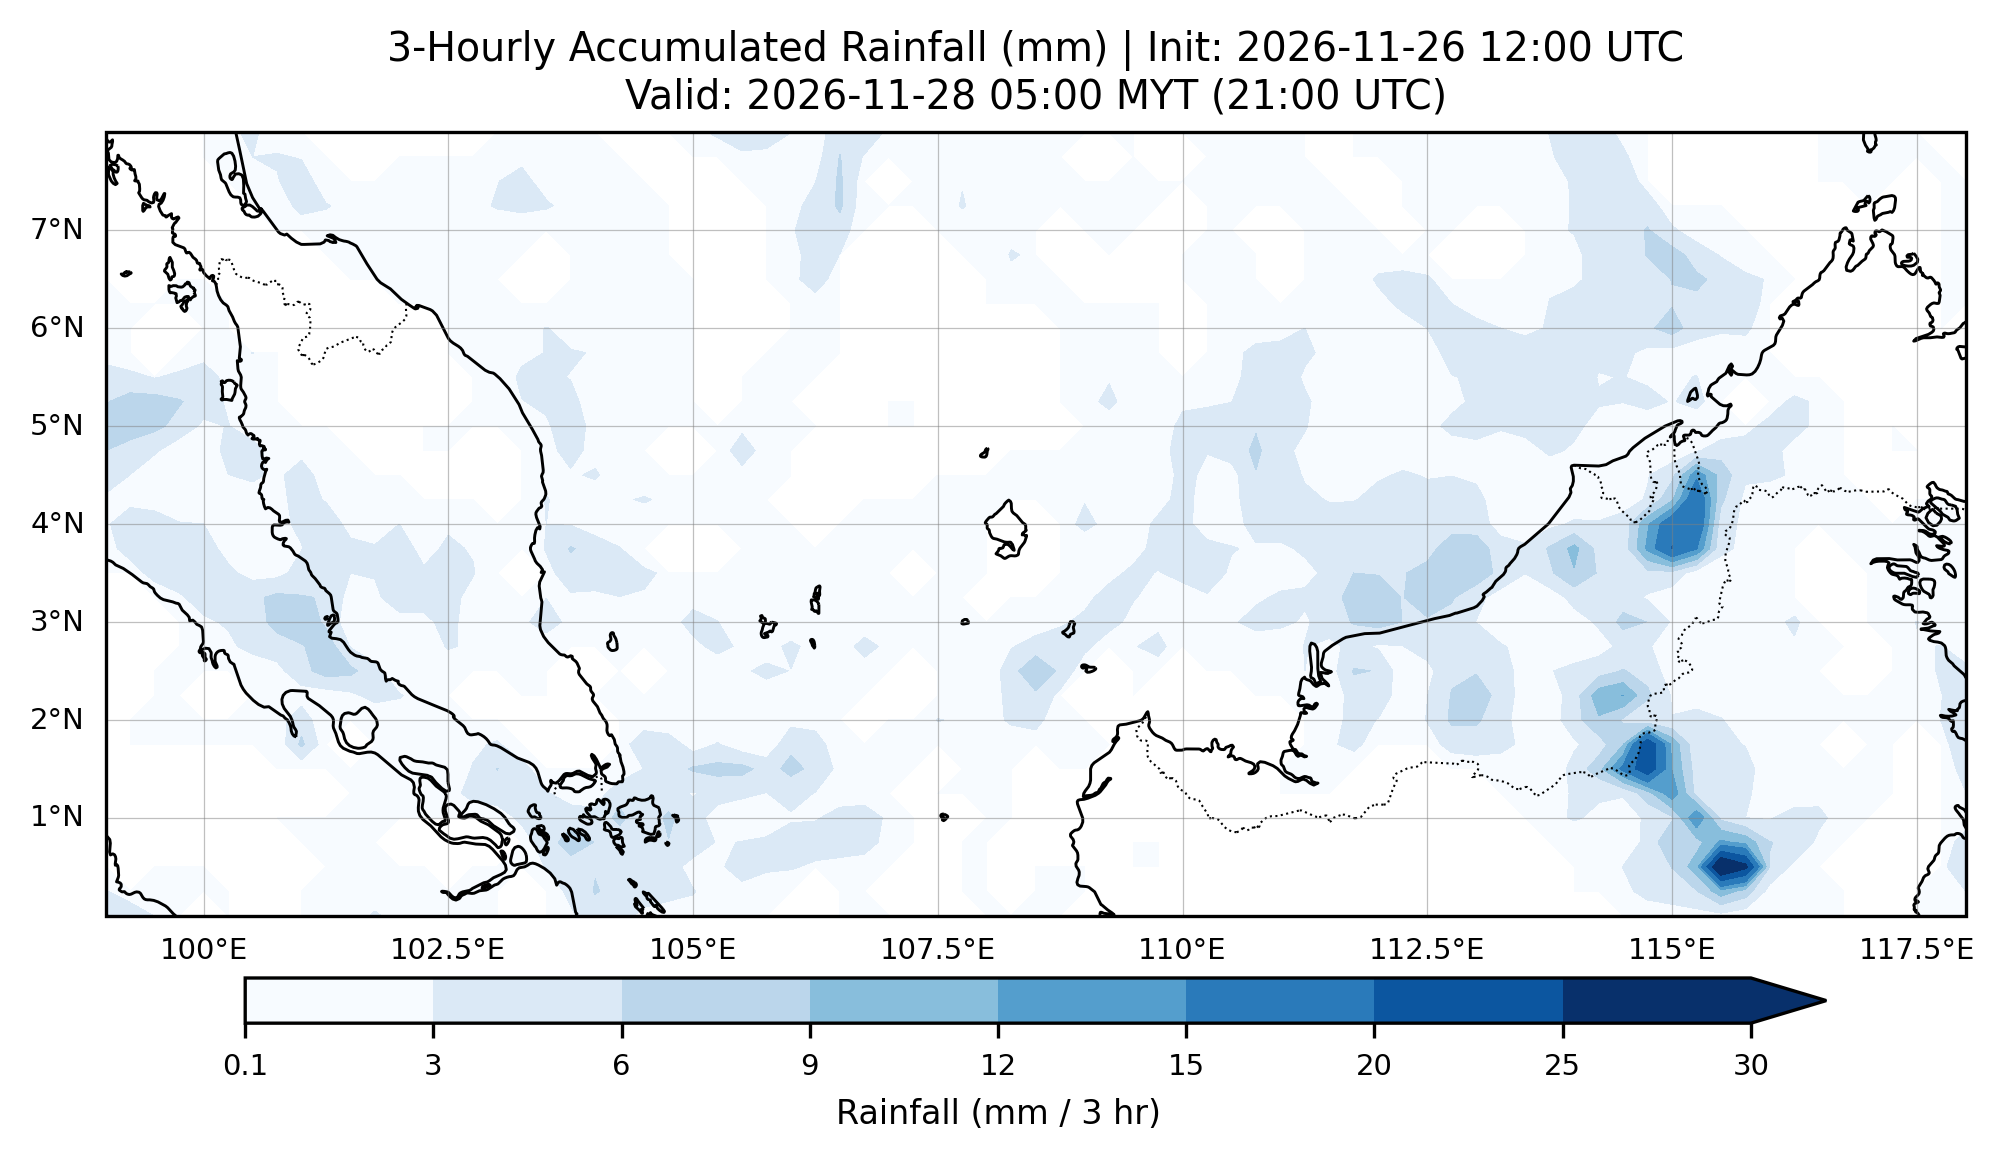 3-Hourly Accumulated Rainfall (mm) | Init: 2026-11-26 12:00 UTC
Valid: 2026-11-28 05:00 MYT (21:00 UTC)
7°N
6°N
5°N
4°N
3°N
2°N
1°N
100°E 102.5°E 105°E 107.5°E 110°E 112.5°E 115°E 117.5°E
0.1 3 6 9 12 15 20 25 30
Rainfall (mm / 3 hr)